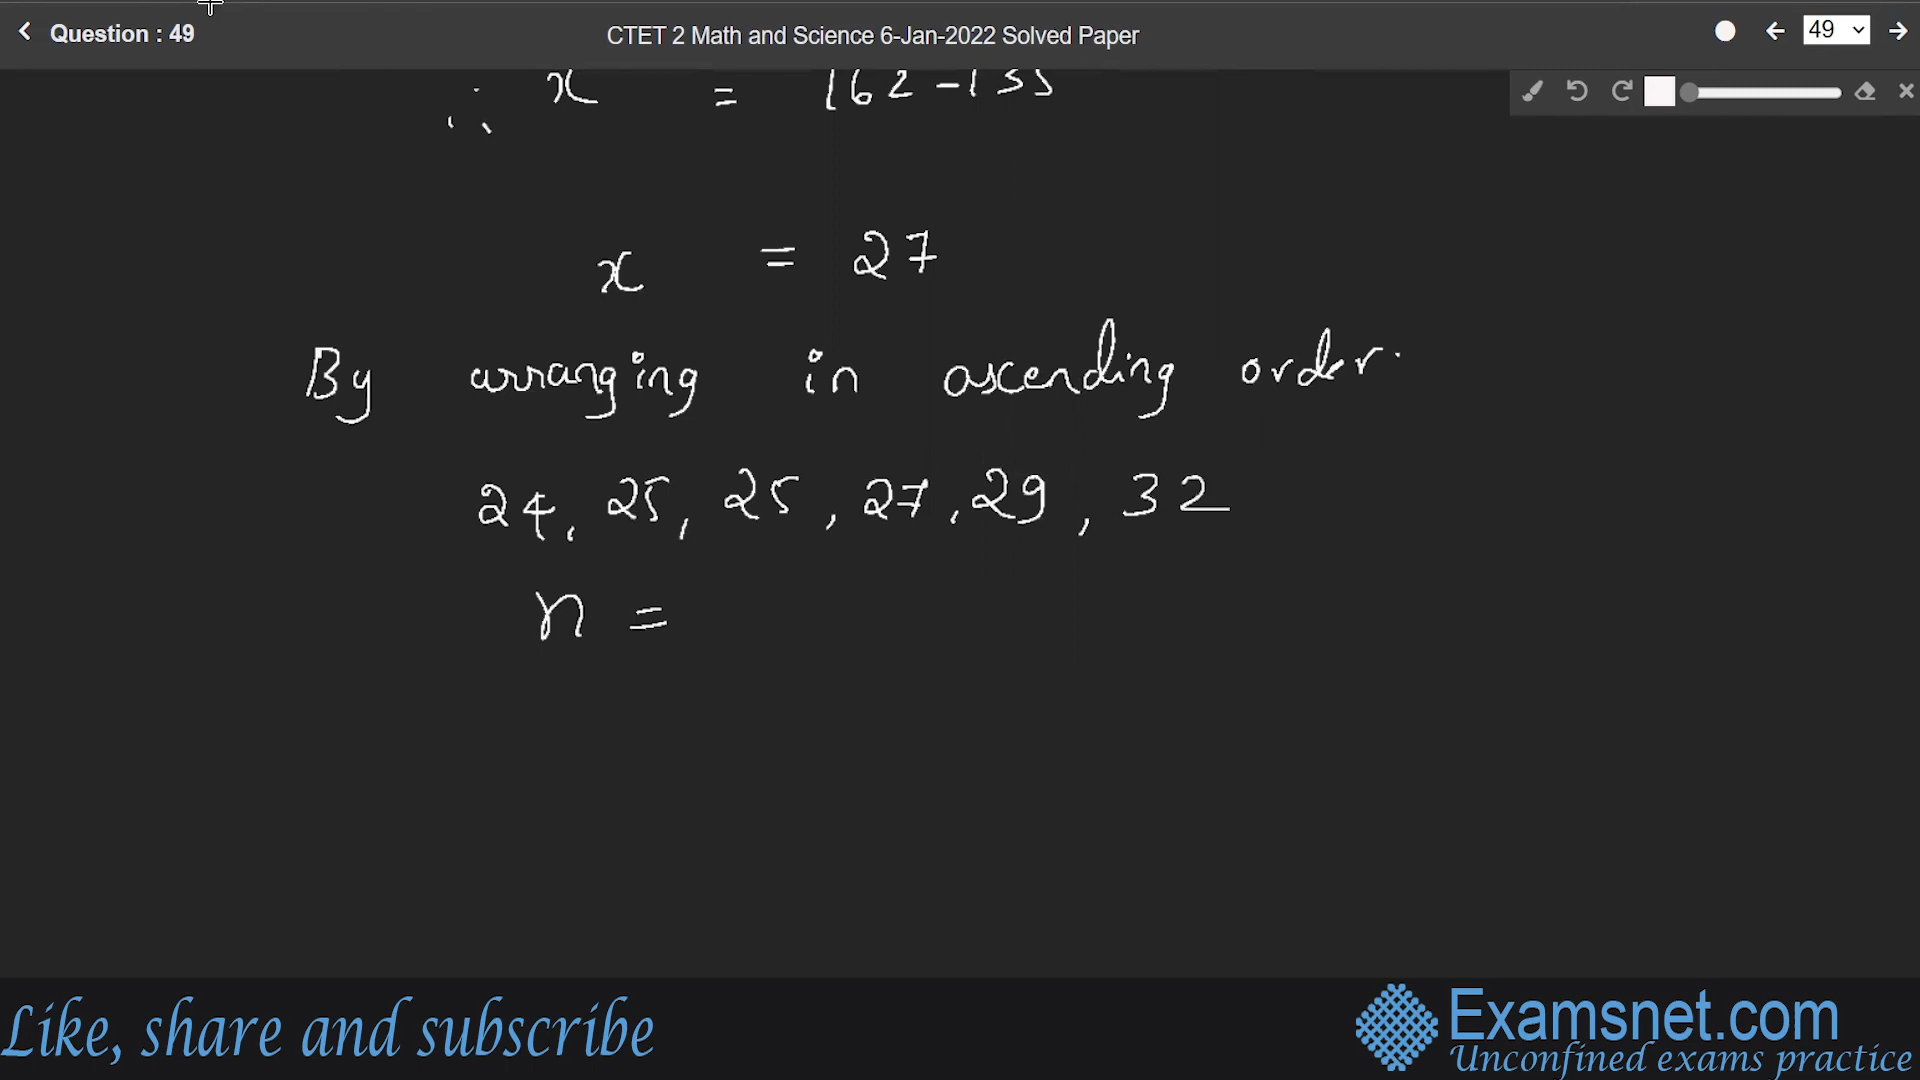 Question : 49
CTET 2 Math and Science 6-Jan-2022 Solved Paper
49
∴ x = 162 - 135
x = 27
By arranging in ascending order.
24, 25, 25, 27, 29, 32
n =
Like, share and subscribe
Examsnet.com
Unconfined exams practice